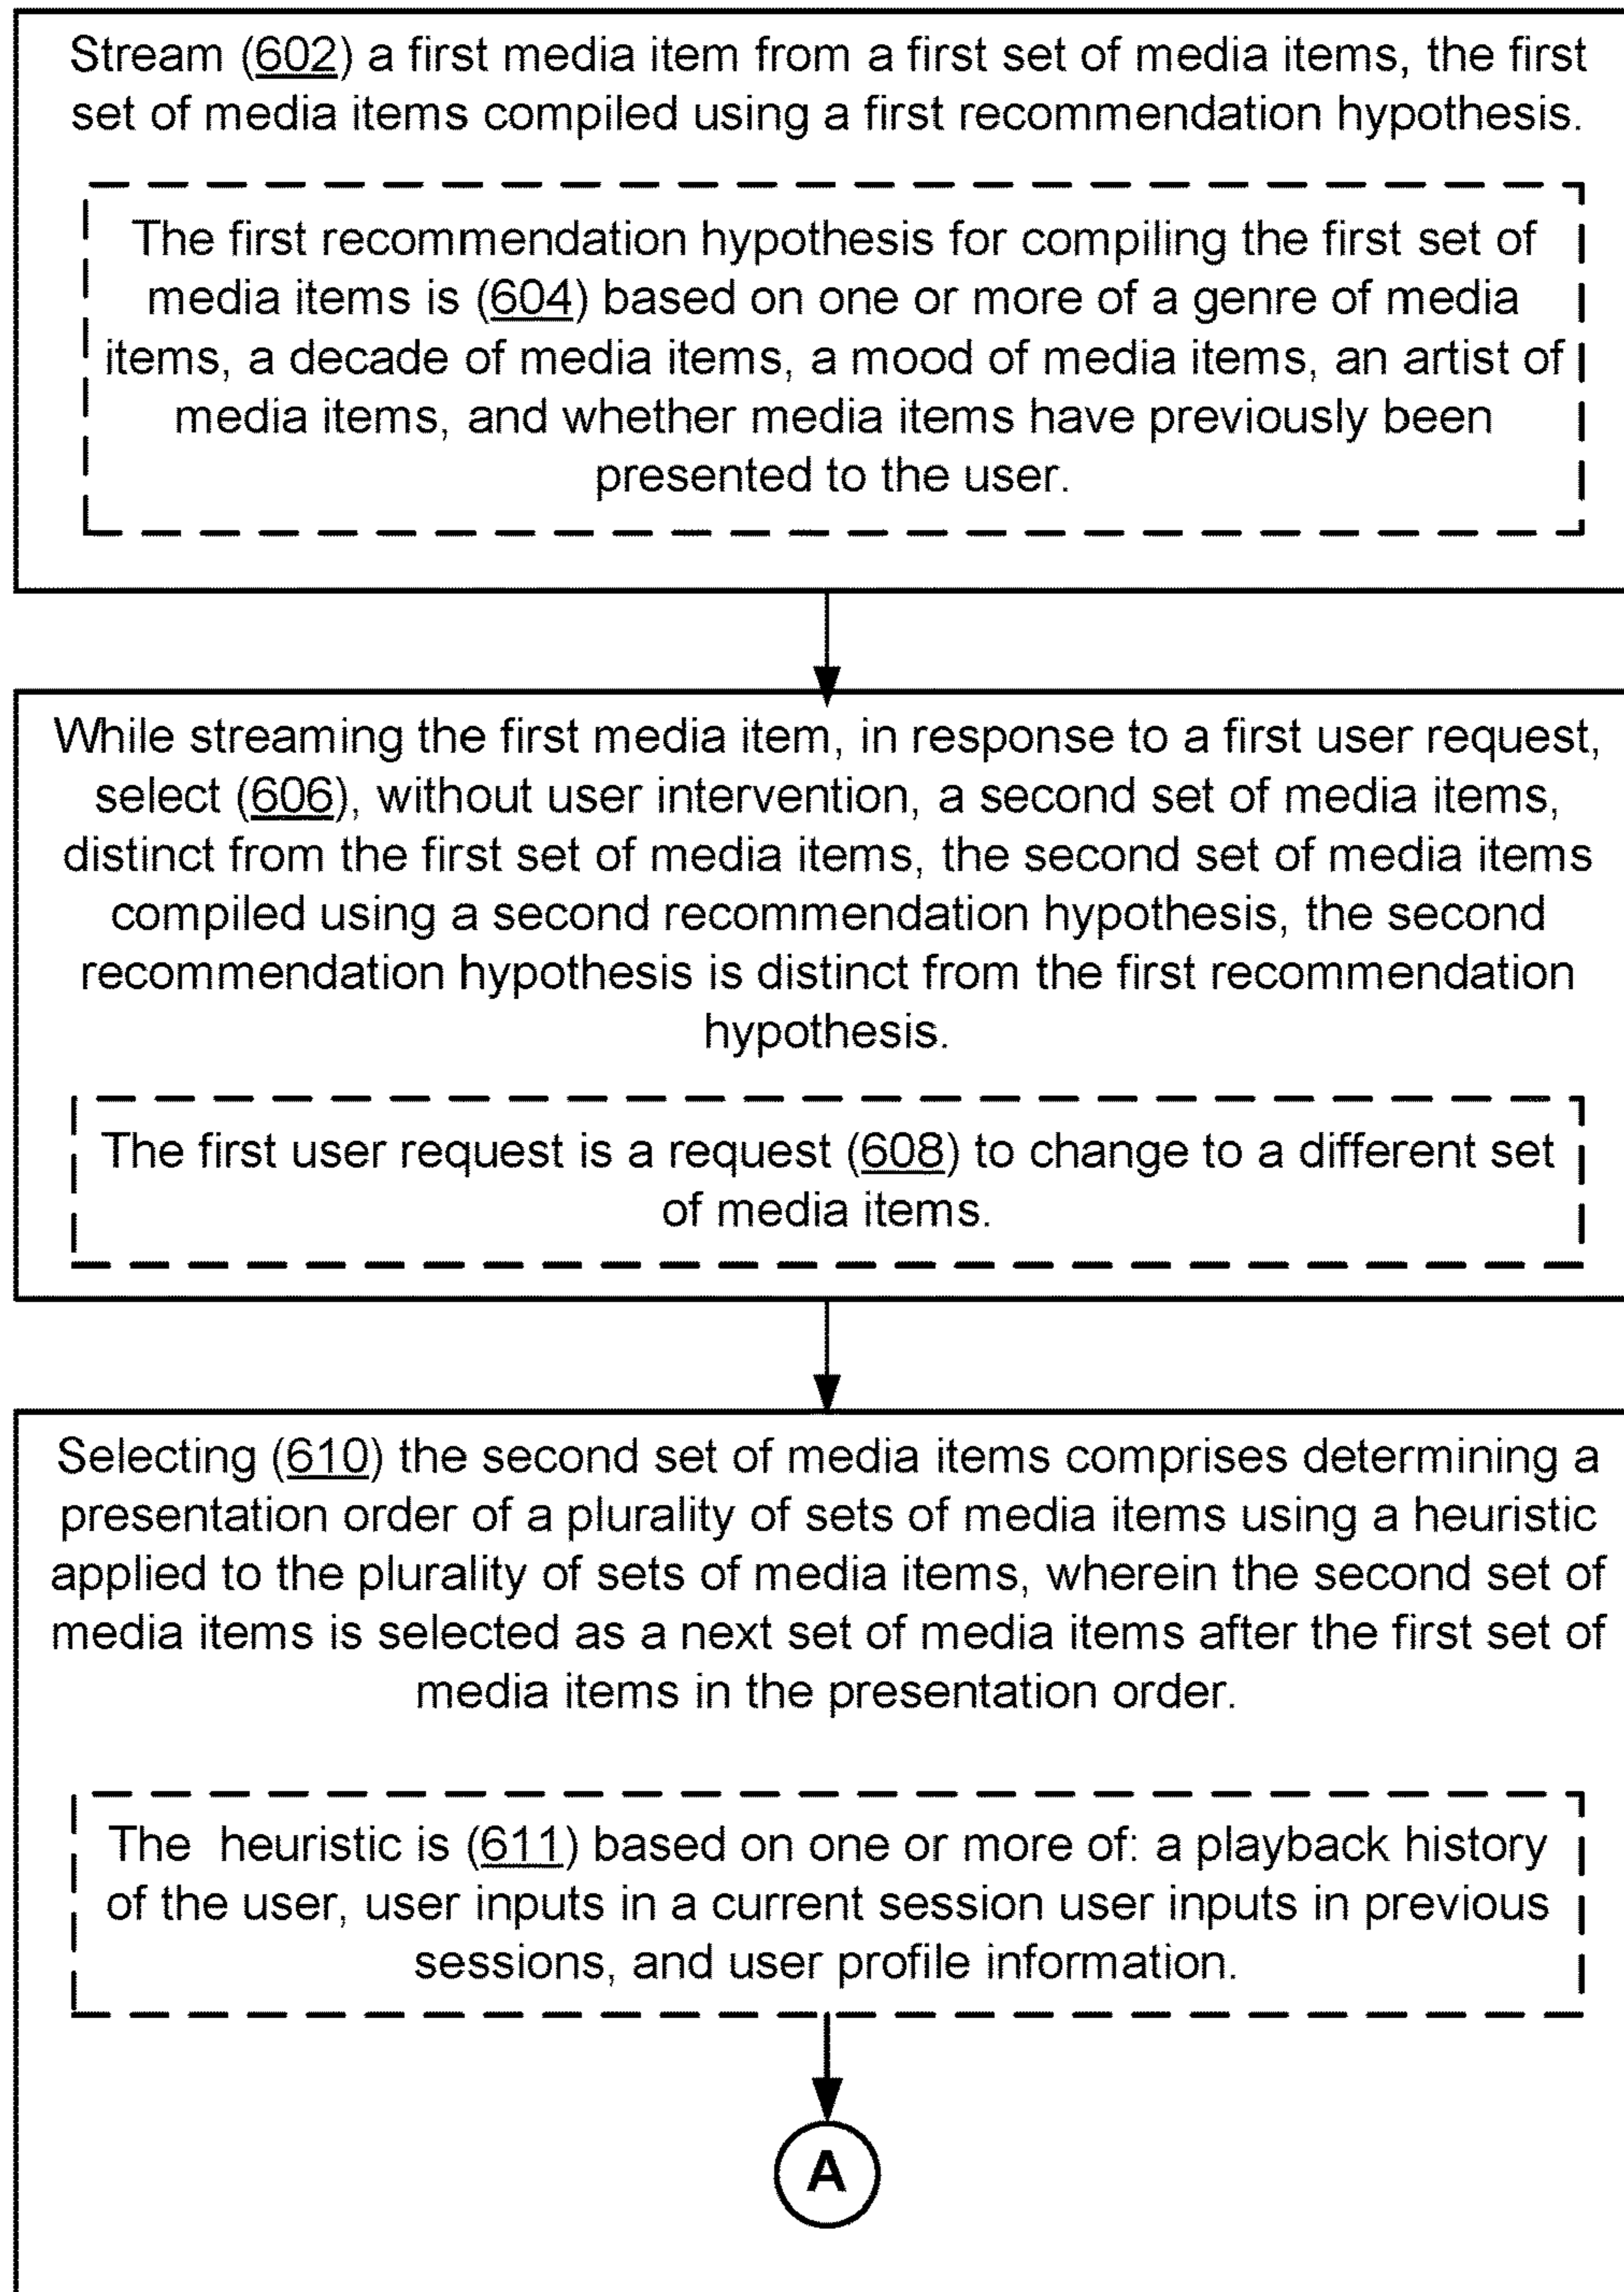 Stream (602) a first media item from a first set of media items, the first
set of media items compiled using a first recommendation hypothesis.
The first recommendation hypothesis for compiling the first set of
media items is (604) based on one or more of a genre of media
items, a decade of media items, a mood of media items, an artist of
media items, and whether media items have previously been
presented to the user.
While streaming the first media item, in response to a first user request,
select (606), without user intervention, a second set of media items,
distinct from the first set of media items, the second set of media items
compiled using a second recommendation hypothesis, the second
recommendation hypothesis is distinct from the first recommendation
hypothesis.
The first user request is a request (608) to change to a different set
of media items.
Selecting (610) the second set of media items comprises determining a
presentation order of a plurality of sets of media items using a heuristic
applied to the plurality of sets of media items, wherein the second set of
media items is selected as a next set of media items after the first set of
media items in the presentation order.
The  heuristic is (611) based on one or more of: a playback history
of the user, user inputs in a current session user inputs in previous
sessions, and user profile information.
A